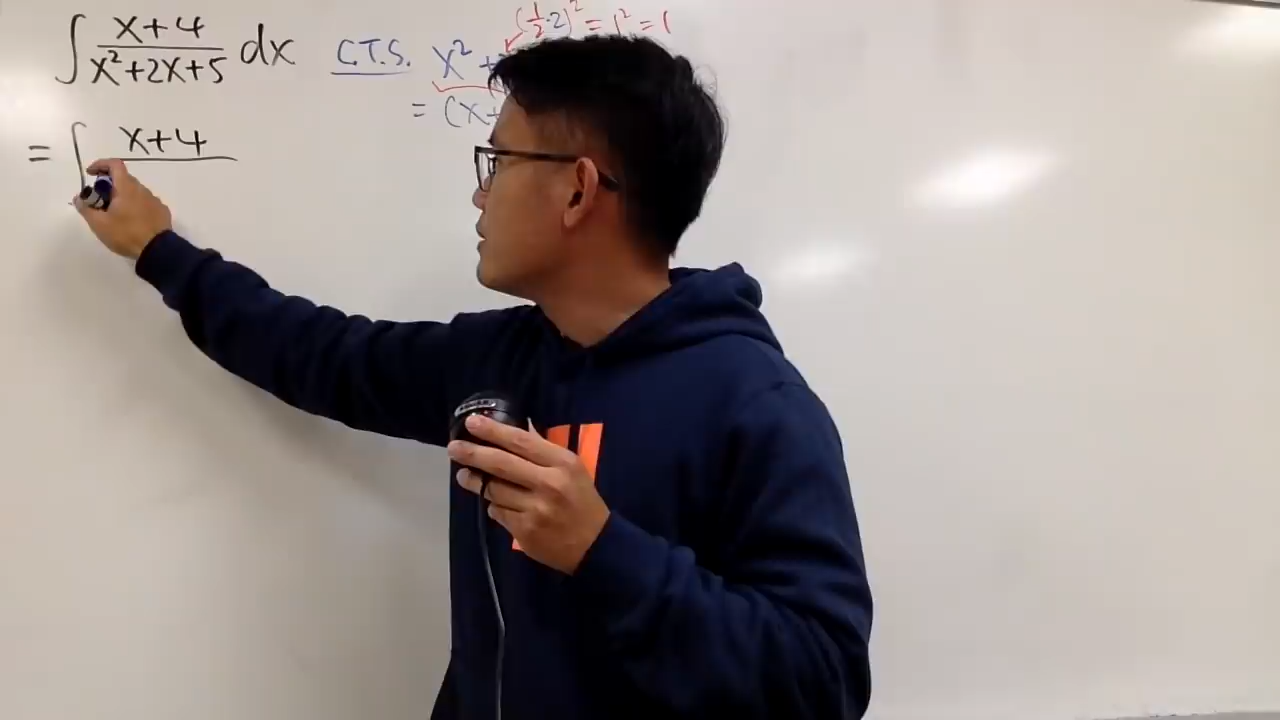 ∫ (x+4)/(x²+2x+5) dx C.T.S. x² + (½·2)² = 1² = 1
= (x+
= ∫ x+4